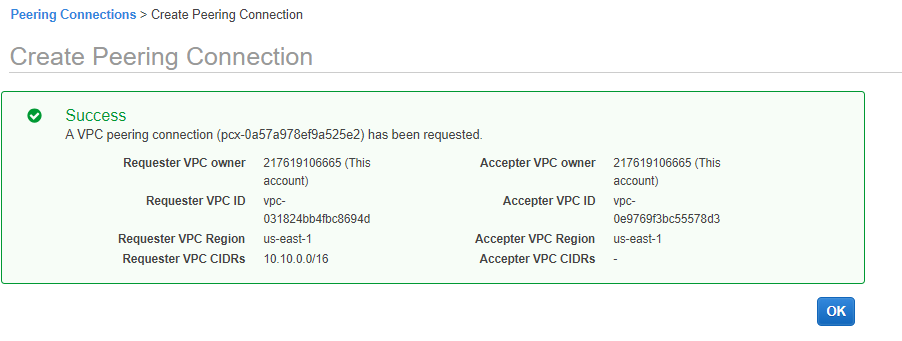 Peering Connections > Create Peering Connection
Create Peering Connection
Success
A VPC peering connection (pcx-0a57a978ef9a525e2) has been requested.
Requester VPC owner 217619106665 (This account) Accepter VPC owner 217619106665 (This account)
Requester VPC ID vpc-031824bb4fbc8694d Accepter VPC ID vpc-0e9769f3bc55578d3
Requester VPC Region us-east-1 Accepter VPC Region us-east-1
Requester VPC CIDRs 10.10.0.0/16 Accepter VPC CIDRs -
OK